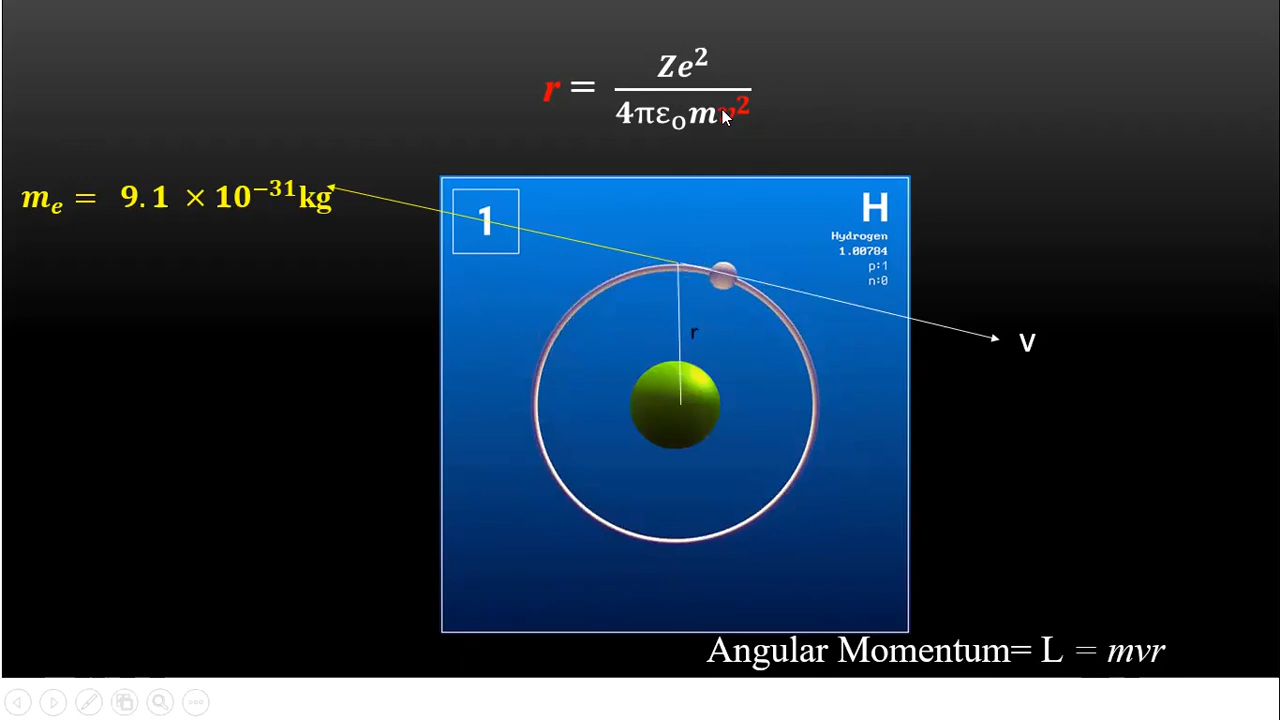 r = Ze² / 4πε₀mv²
mₑ = 9.1 × 10⁻³¹kg
1
H
Hydrogen
1.00784
p:1
n:0
r
v
Angular Momentum= L = mvr